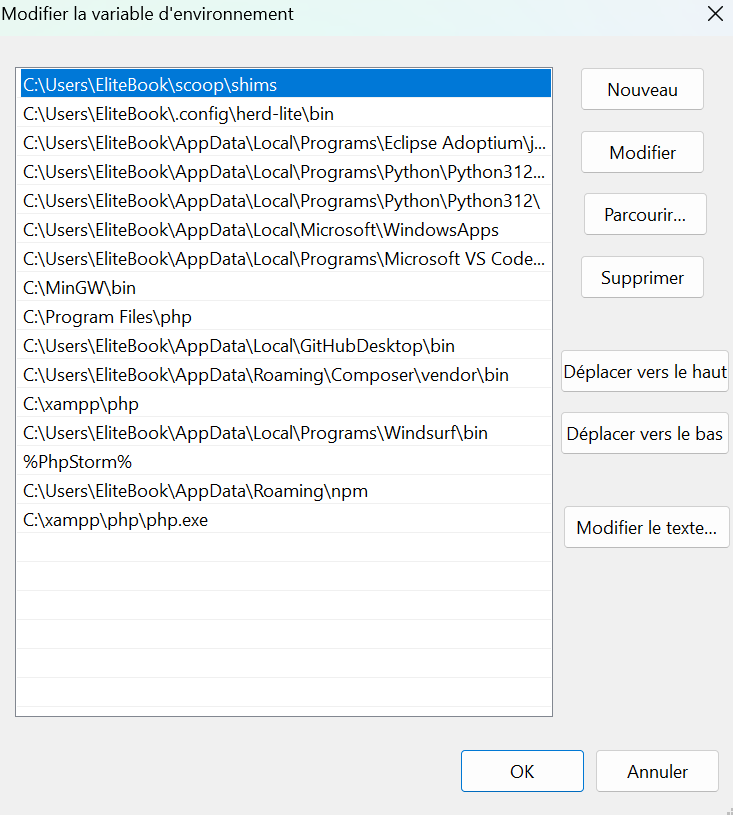 Modifier la variable d'environnement
C:\Users\EliteBook\scoop\shims
C:\Users\EliteBook\.config\herd-lite\bin
C:\Users\EliteBook\AppData\Local\Programs\Eclipse Adoptium\j...
C:\Users\EliteBook\AppData\Local\Programs\Python\Python312...
C:\Users\EliteBook\AppData\Local\Programs\Python\Python312\
C:\Users\EliteBook\AppData\Local\Microsoft\WindowsApps
C:\Users\EliteBook\AppData\Local\Programs\Microsoft VS Code...
C:\MinGW\bin
C:\Program Files\php
C:\Users\EliteBook\AppData\Local\GitHubDesktop\bin
C:\Users\EliteBook\AppData\Roaming\Composer\vendor\bin
C:\xampp\php
C:\Users\EliteBook\AppData\Local\Programs\Windsurf\bin
%PhpStorm%
C:\Users\EliteBook\AppData\Roaming\npm
C:\xampp\php\php.exe
Nouveau
Modifier
Parcourir...
Supprimer
Déplacer vers le haut
Déplacer vers le bas
Modifier le texte...
OK
Annuler